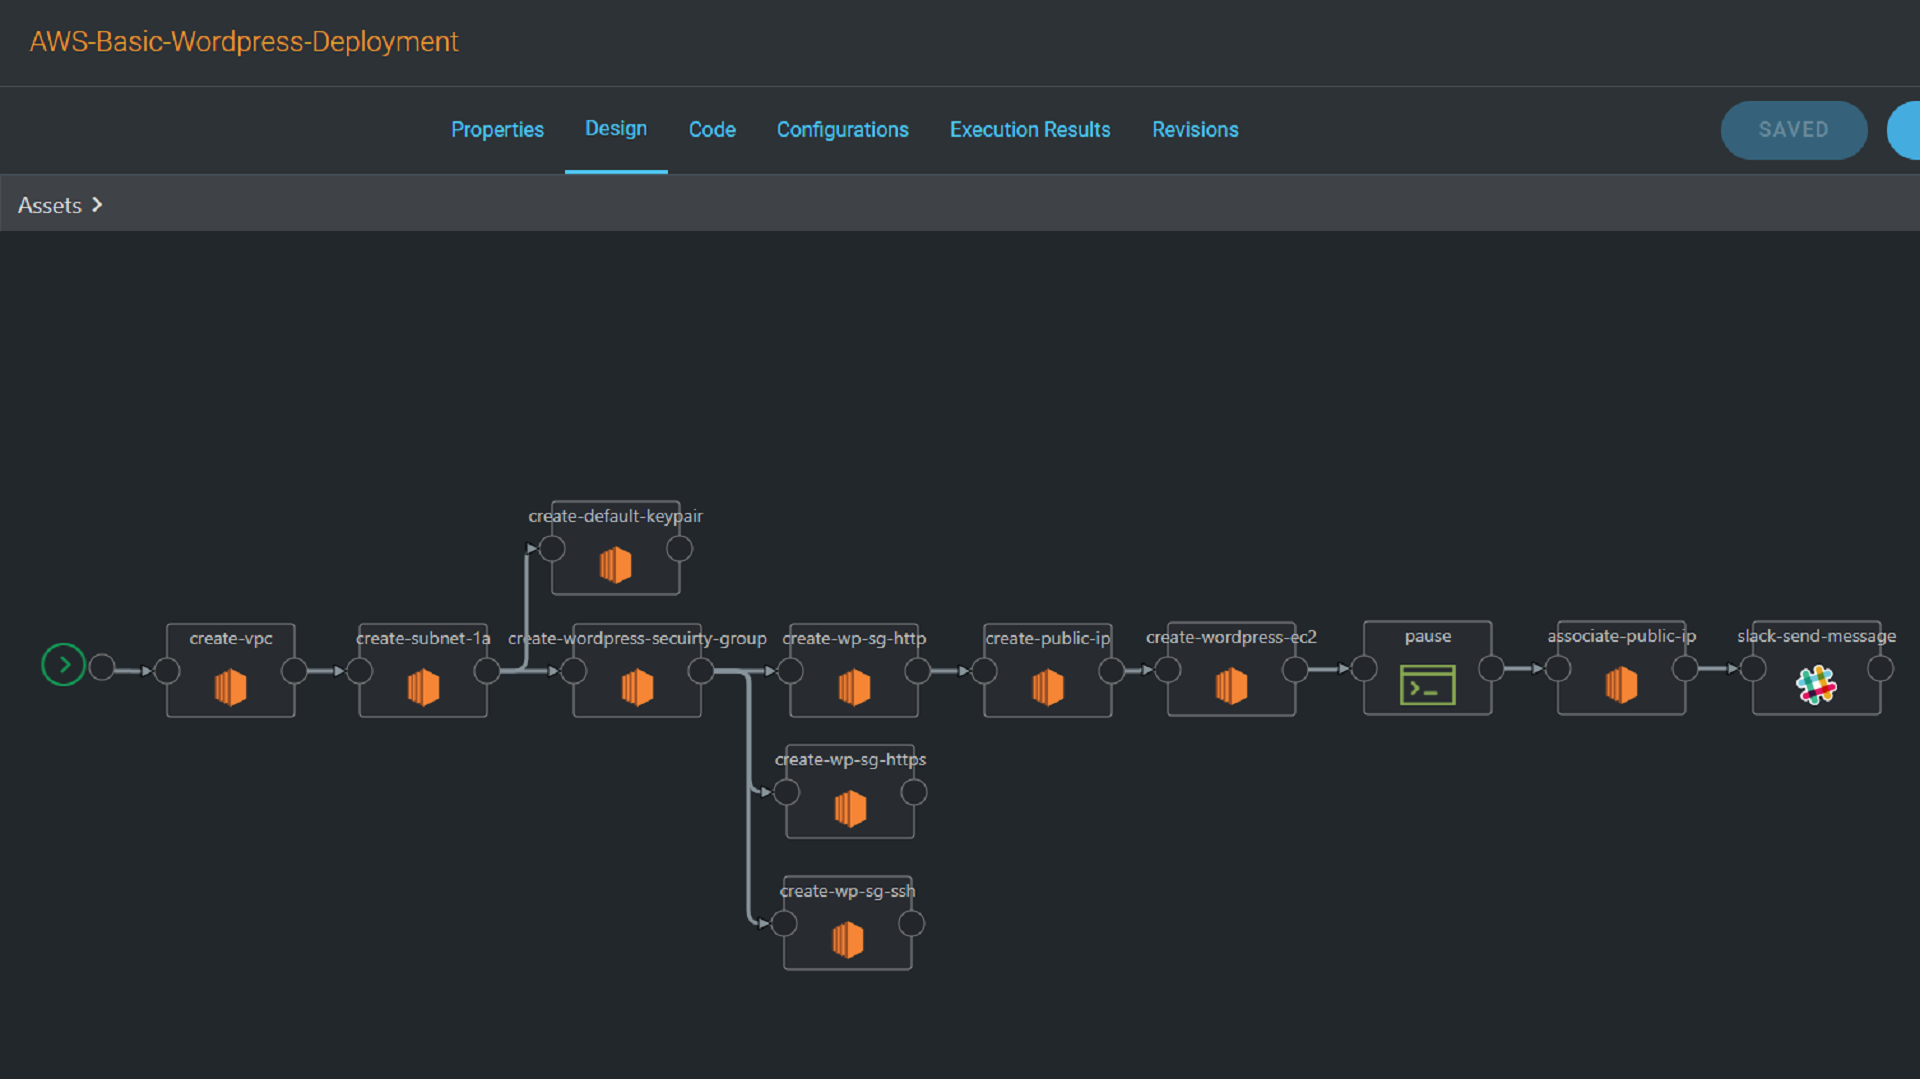 AWS-Basic-Wordpress-Deployment
Properties
Design
Code
Configurations
Execution Results
Revisions
SAVED
Assets
create-default-keypair
create-vpc
create-subnet-1a
create-wordpress-secuirty-group
create-wp-sg-http
create-public-ip
create-wordpress-ec2
pause
associate-public-ip
slack-send-message
create-wp-sg-https
create-wp-sg-ssh